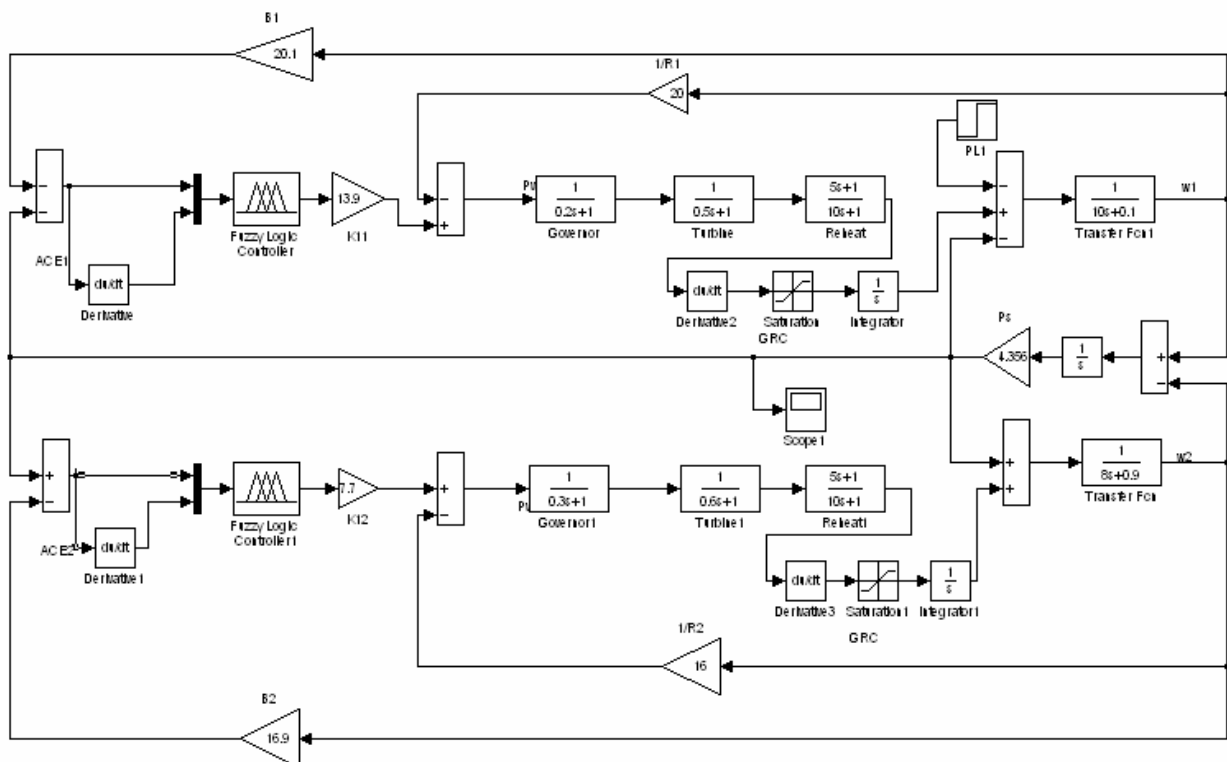 B1
20.1
1/R1
20
PL1
13.9
K11
Fuzzy Logic
Controller
ACE1
du/dt
Derivative
1
0.2s+1
Governor
1
0.5s+1
Turbine
5s+1
10s+1
Reheat
du/dt
Derivative2
Saturation
GRC
1
s
Integrator
1
10s+0.1
Transfer Fcn1
w1
Ps
4.356
1
s
Scope1
ACE2
du/dt
Derivative1
Fuzzy Logic
Controller1
7.7
K12
1
0.3s+1
Governor1
1
0.6s+1
Turbine1
5s+1
10s+1
Reheat1
du/dt
Derivative3
Saturation1
GRC
1
s
Integrator1
1
8s+0.9
Transfer Fcn
w2
1/R2
16
B2
16.9